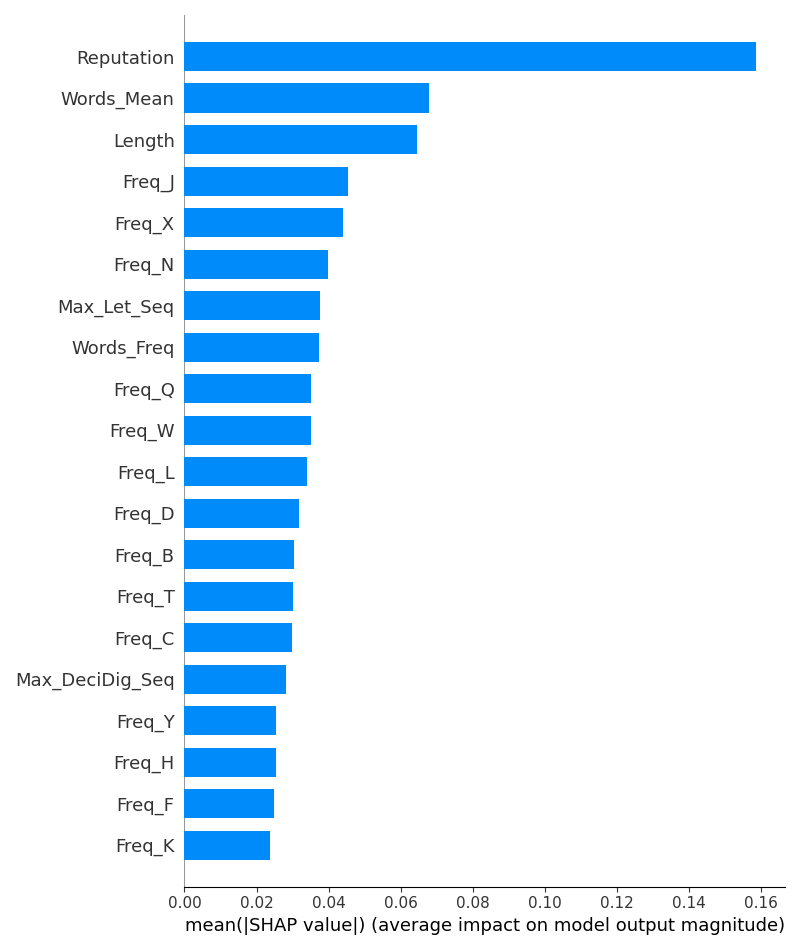 Reputation
Words_Mean
Length
Freq_J
Freq_X
Freq_N
Max_Let_Seq
Words_Freq
Freq_Q
Freq_W
Freq_L
Freq_D
Freq_B
Freq_T
Freq_C
Max_DeciDig_Seq
Freq_Y
Freq_H
Freq_F
Freq_K
0.00 0.02 0.04 0.06 0.08 0.10 0.12 0.14 0.16
mean(|SHAP value|) (average impact on model output magnitude)